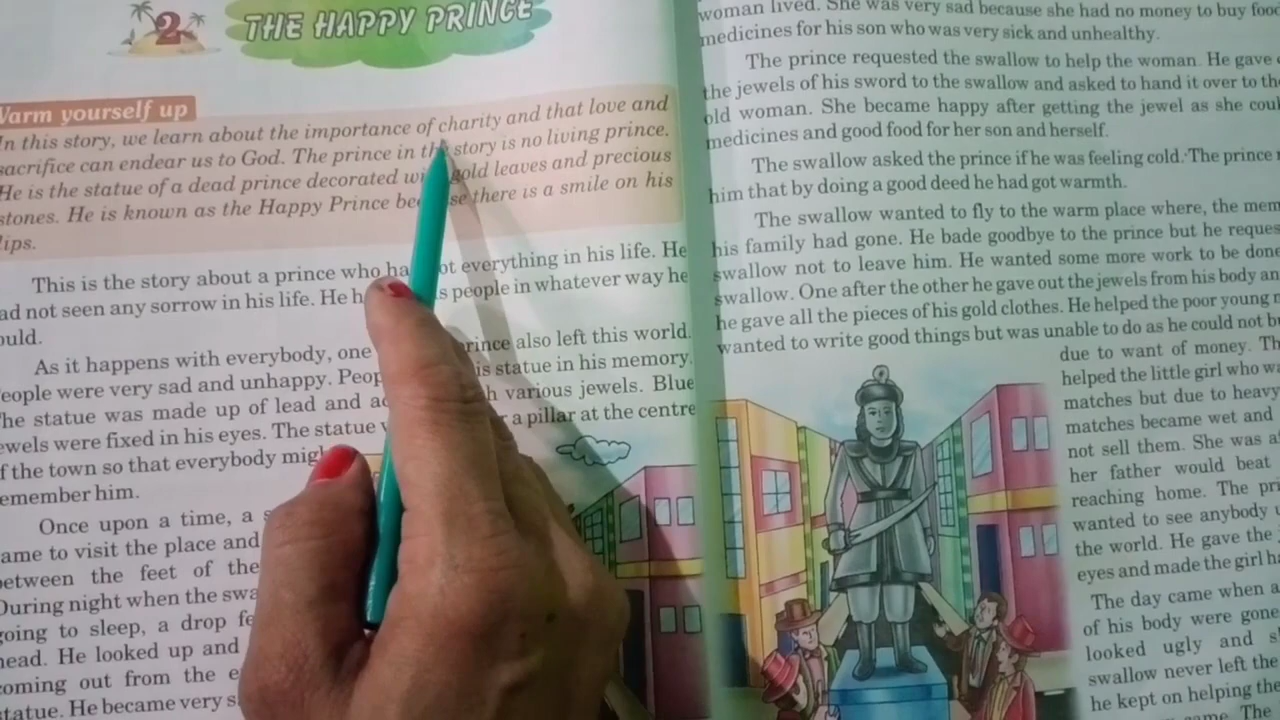 2
THE HAPPY PRINCE
Warm yourself up
In this story, we learn about the importance of charity and that love and
sacrifice can endear us to God. The prince in the story is no living prince.
He is the statue of a dead prince decorated with gold leaves and precious
stones. He is known as the Happy Prince because there is a smile on his
lips.
This is the story about a prince who had got everything in his life. He
had not seen any sorrow in his life. He people in whatever way he
could.
As it happens with everybody, one prince also left this world.
People were very sad and unhappy. his statue in his memory.
The statue was made up of lead and various jewels. Blue
jewels were fixed in his eyes. The statue a pillar at the centre
of the town so that everybody
remember him.
Once upon a time, a
came to visit the place and
between the feet of the
During night when the
going to sleep, a drop
head. He looked up and
coming out from the
statue. He became very
woman lived. She was very sad because she had no money to buy food
medicines for his son who was very sick and unhealthy.
The prince requested the swallow to help the woman. He gave
the jewels of his sword to the swallow and asked to hand it over to the
old woman. She became happy after getting the jewel as she
medicines and good food for her son and herself.
The swallow asked the prince if he was feeling cold. The prince
him that by doing a good deed he had got warmth.
The swallow wanted to fly to the warm place where, the
his family had gone. He bade goodbye to the prince but he
swallow not to leave him. He wanted some more work to be done
swallow. One after the other he gave out the jewels from his body
he gave all the pieces of his gold clothes. He helped the poor young
wanted to write good things but was unable to do as he could not
due to want of money.
helped the little girl who
matches but due to heavy
matches became wet and
not sell them. She was
her father would beat
reaching home. The
wanted to see anybody
the world. He gave the
eyes and made the girl
The day came when
of his body were gone
looked ugly and
swallow never left the
he kept on helping the
came. The